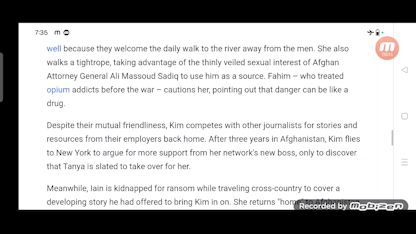 7:35 m
well because they welcome the daily walk to the river away from the men. She also
walks a tightrope, taking advantage of the thinly veiled sexual interest of Afghan
Attorney General Ali Massoud Sadiq to use him as a source. Fahim – who treated
opium addicts before the war – cautions her, pointing out that danger can be like a
drug.
Despite their mutual friendliness, Kim competes with other journalists for stories and
resources from their employers back home. After three years in Afghanistan, Kim flies
to New York to argue for more support from her network's new boss, only to discover
that Tanya is slated to take over for her.
Meanwhile, Iain is kidnapped for ransom while traveling cross-country to cover a
developing story he had offered to bring Kim in on. She returns "home" to
Recorded by Mobizen